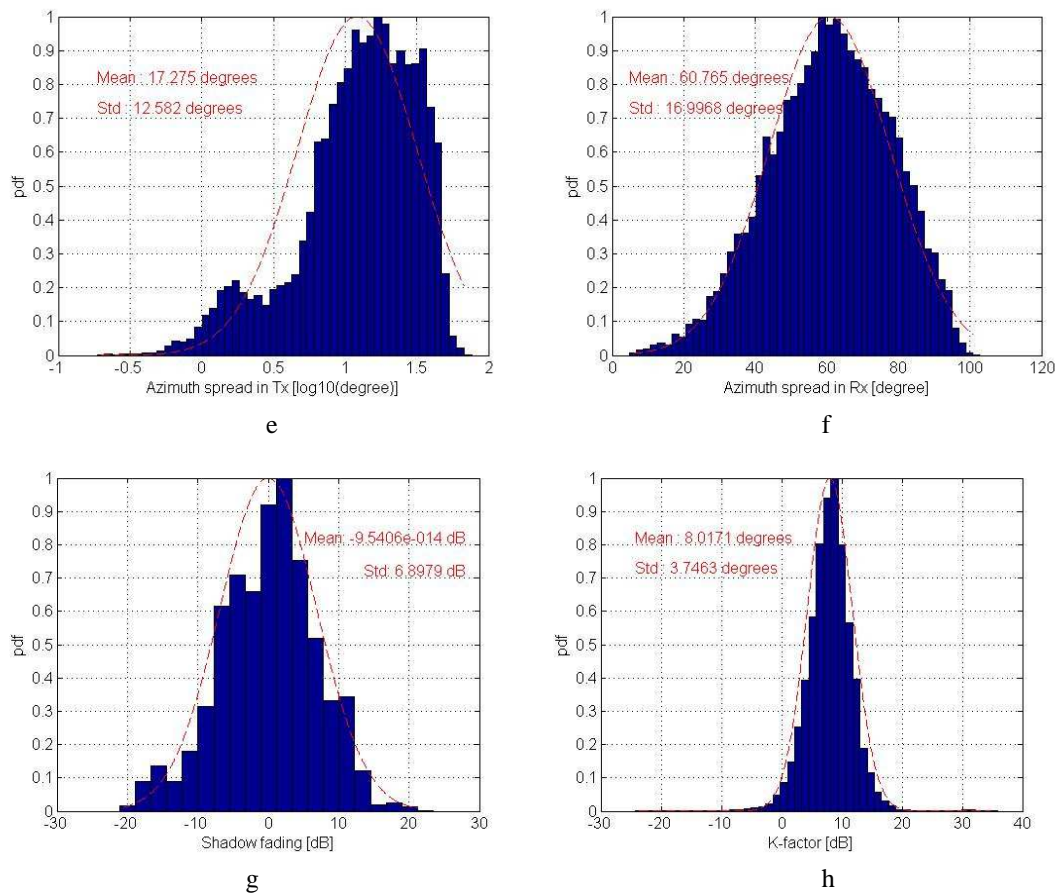 1
0.9
0.8
0.7
0.6
0.5
0.4
0.3
0.2
0.1
0
pdf
Mean : 17.275 degrees
Std : 12.582 degrees
-1 -0.5 0 0.5 1 1.5 2
Azimuth spread in Tx [log10(degree)]
e
1
0.9
0.8
0.7
0.6
0.5
0.4
0.3
0.2
0.1
0
pdf
Mean : 60.765 degrees
Std : 16.9968 degrees
0 20 40 60 80 100 120
Azimuth spread in Rx [degree]
f
1
0.9
0.8
0.7
0.6
0.5
0.4
0.3
0.2
0.1
0
pdf
Mean: -9.5406e-014 dB
Std: 6.8979 dB
-30 -20 -10 0 10 20 30
Shadow fading [dB]
g
1
0.9
0.8
0.7
0.6
0.5
0.4
0.3
0.2
0.1
0
pdf
Mean : 8.0171 degrees
Std : 3.7463 degrees
-30 -20 -10 0 10 20 30 40
K-factor [dB]
h